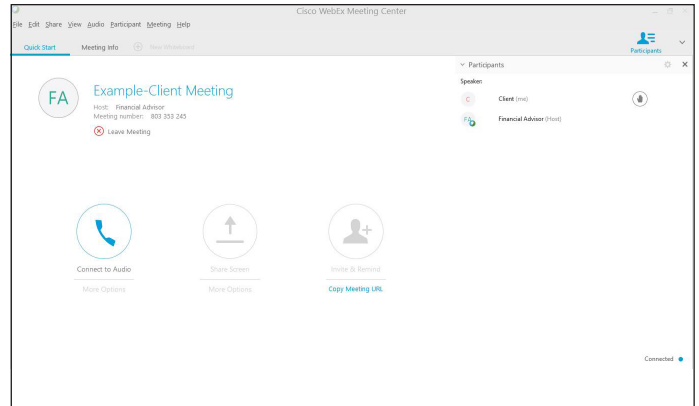 Cisco WebEx Meeting Center
File Edit Share View Audio Participant Meeting Help
Quick Start Meeting Info New Whiteboard
Participants
Participants
Speaker:
C Client (me)
FA Financial Advisor (Host)
FA
Example-Client Meeting
Host: Financial Advisor
Meeting number: 803 353 245
Leave Meeting
Connect to Audio Share Screen Invite & Remind
More Options More Options Copy Meeting URL
Connected